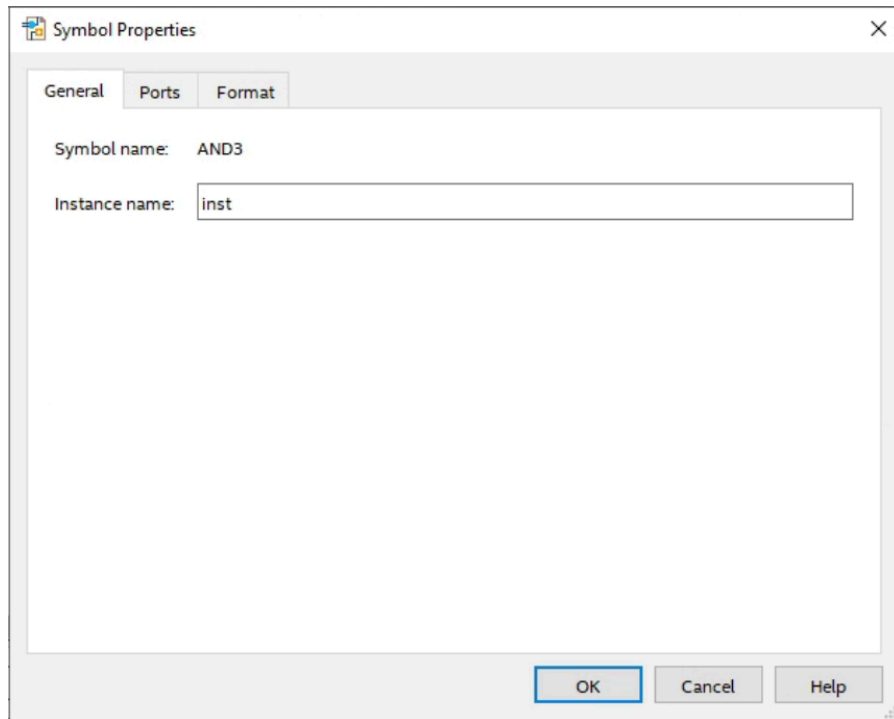 Symbol Properties
General Ports Format
Symbol name: AND3
Instance name: inst
OK Cancel Help